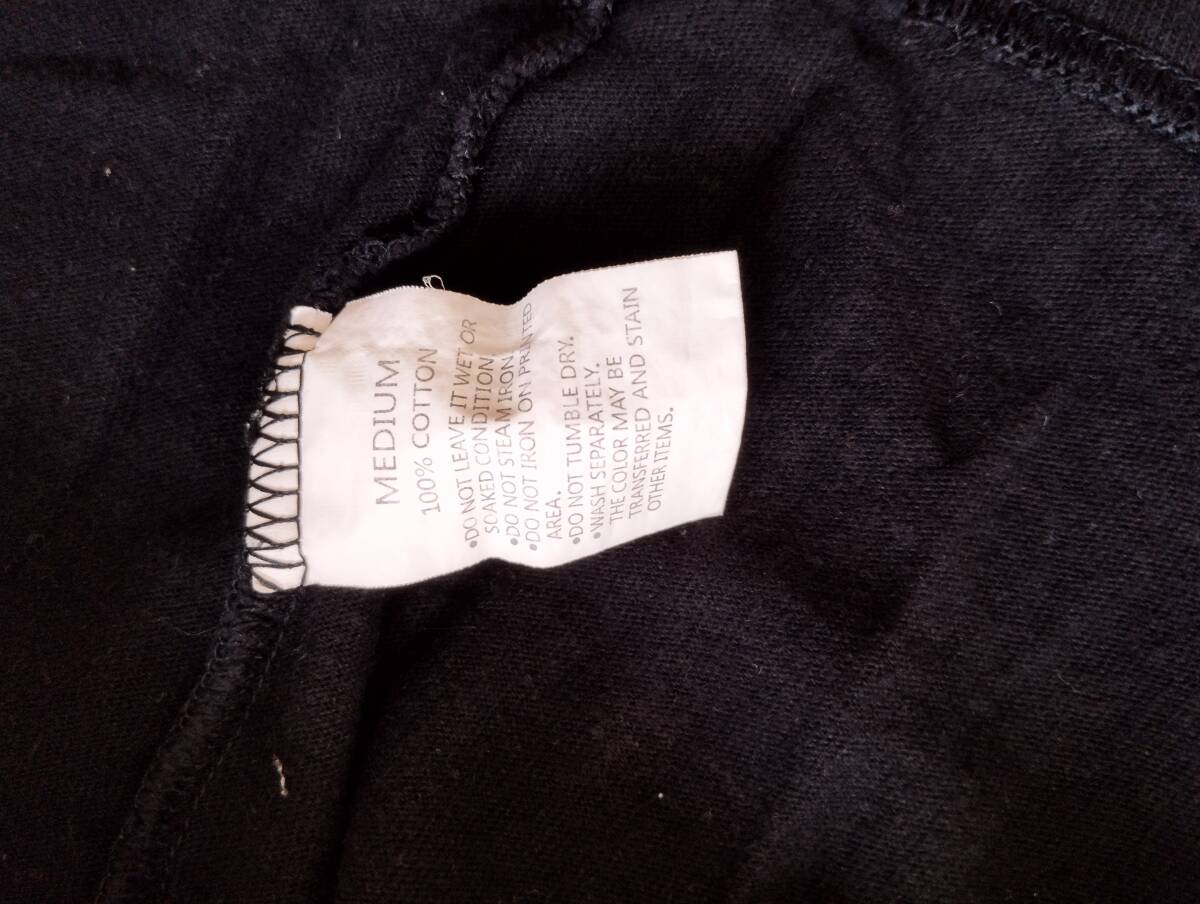 MEDIUM
100% COTTON
•DO NOT LEAVE IT WET OR
SOAKED CONDITION.
•DO NOT STEAM IRON.
•DO NOT IRON ON PRINTED
AREA.
•DO NOT TUMBLE DRY.
•WASH SEPARATELY.
THE COLOR MAY BE
TRANSFERRED AND STAIN
OTHER ITEMS.